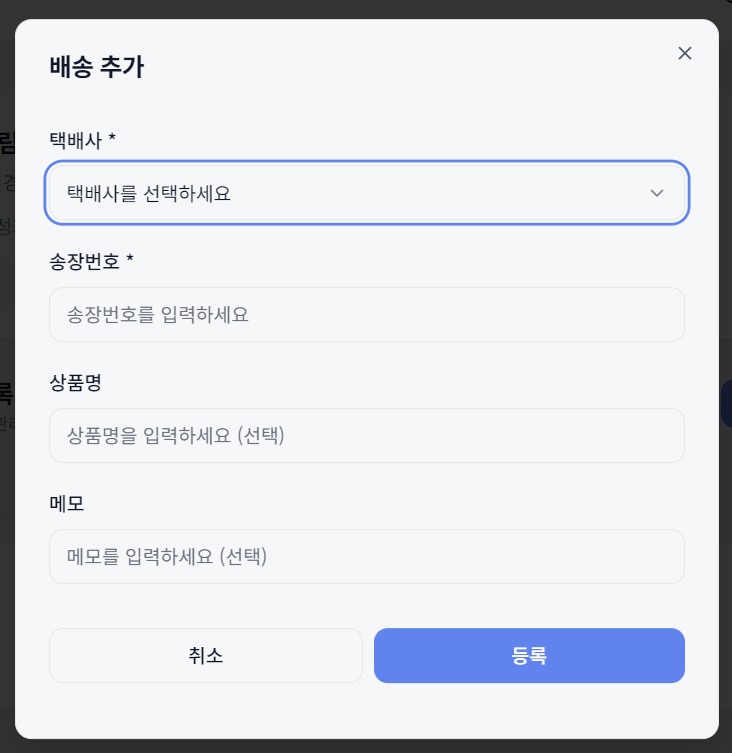 배송 추가
택배사 *
택배사를 선택하세요
송장번호 *
송장번호를 입력하세요
상품명
상품명을 입력하세요 (선택)
메모
메모를 입력하세요 (선택)
취소
등록